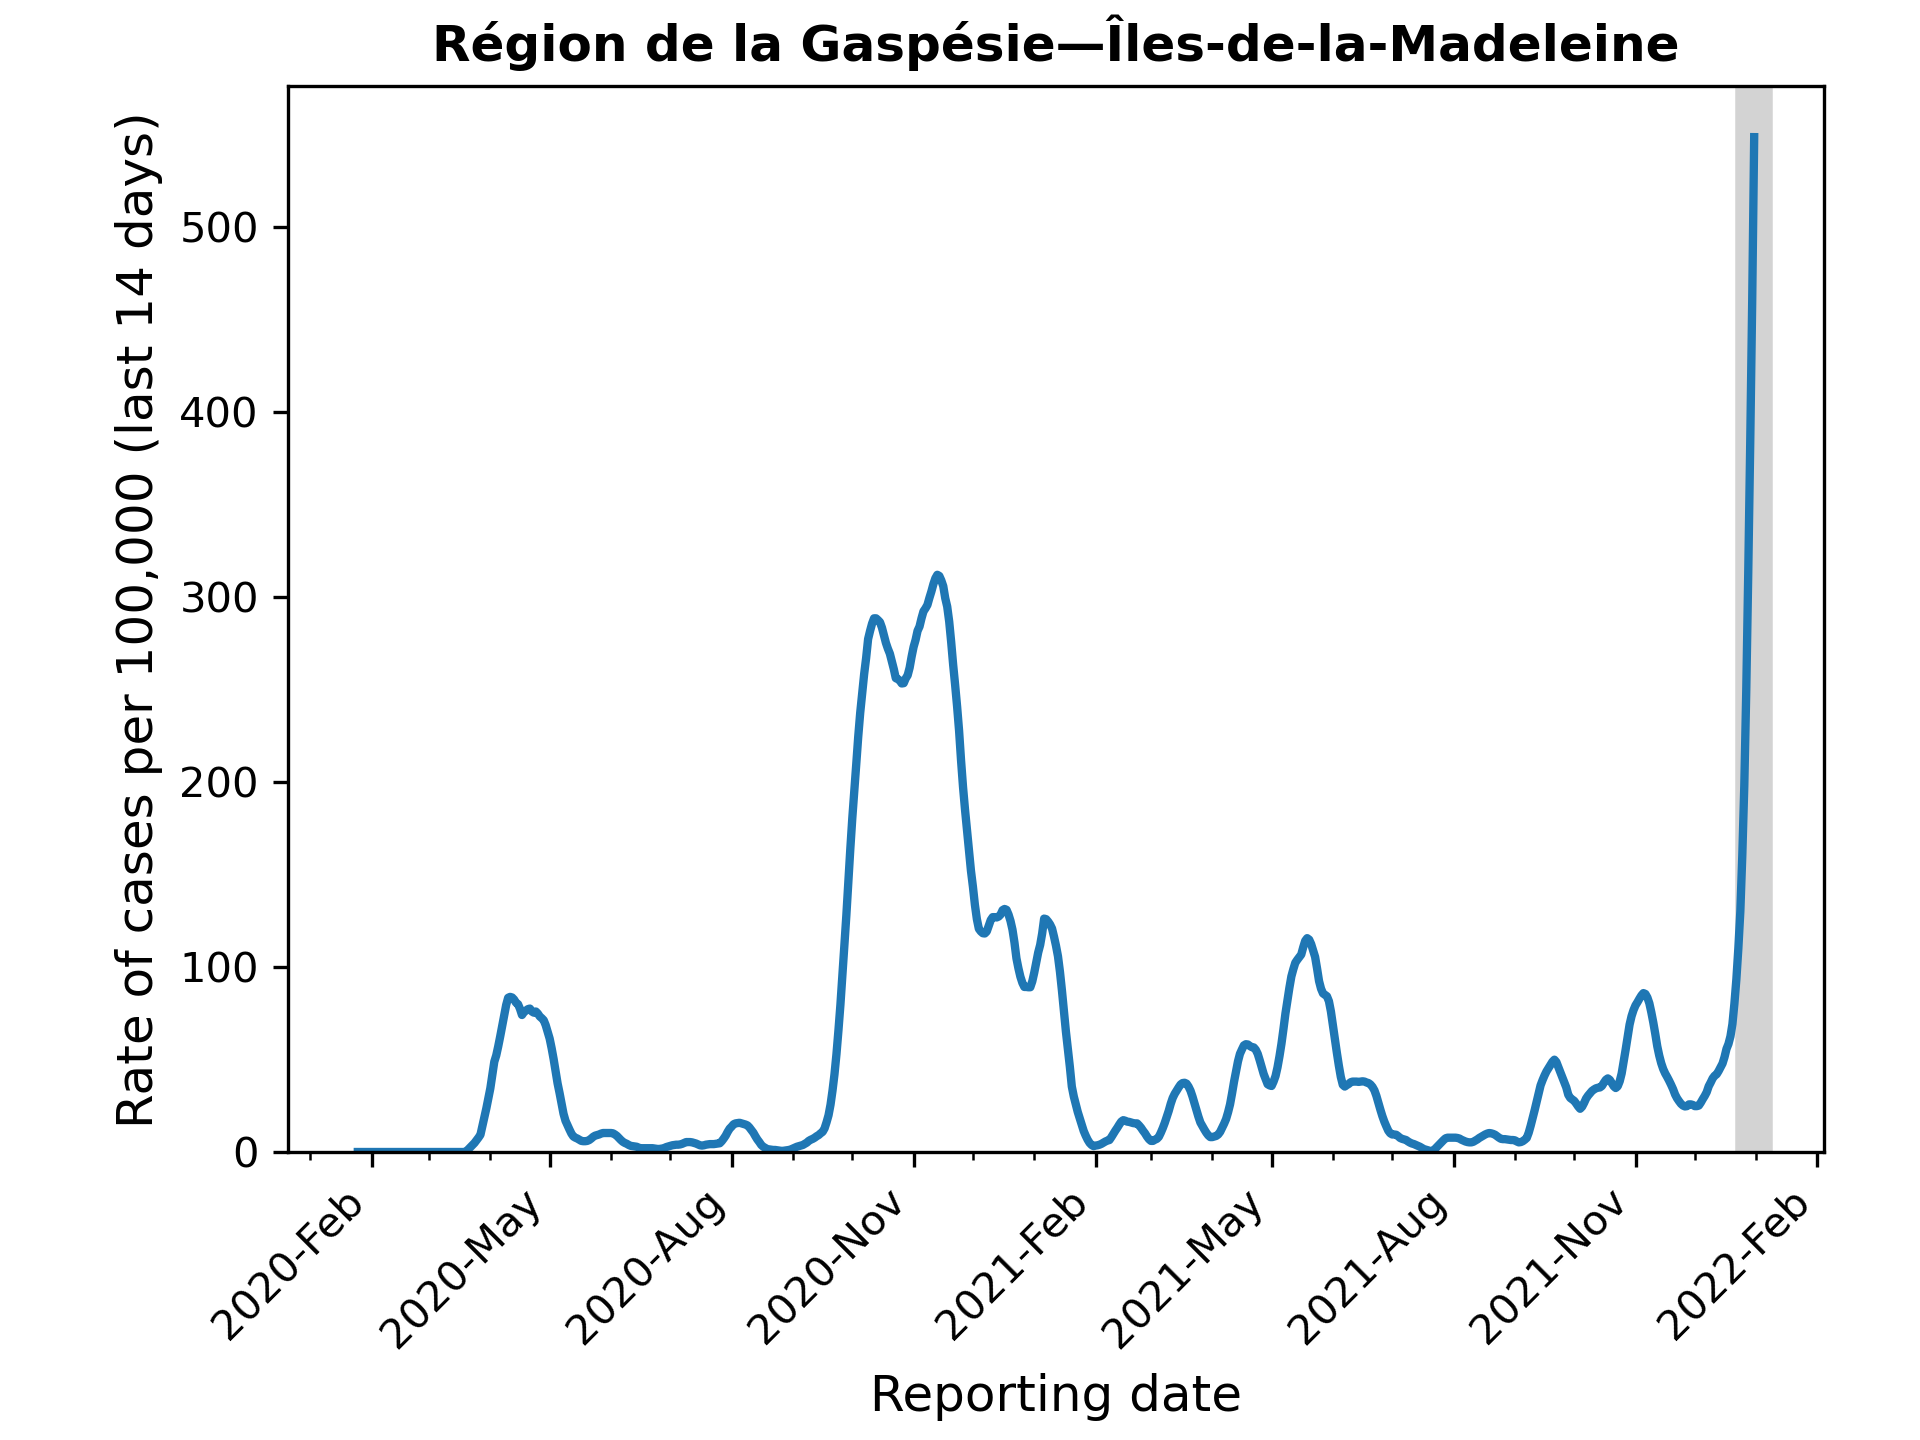 Région de la Gaspésie—Îles-de-la-Madeleine
Rate of cases per 100,000 (last 14 days)
500
400
300
200
100
0
2020-Feb
2020-May
2020-Aug
2020-Nov
2021-Feb
2021-May
2021-Aug
2021-Nov
2022-Feb
Reporting date